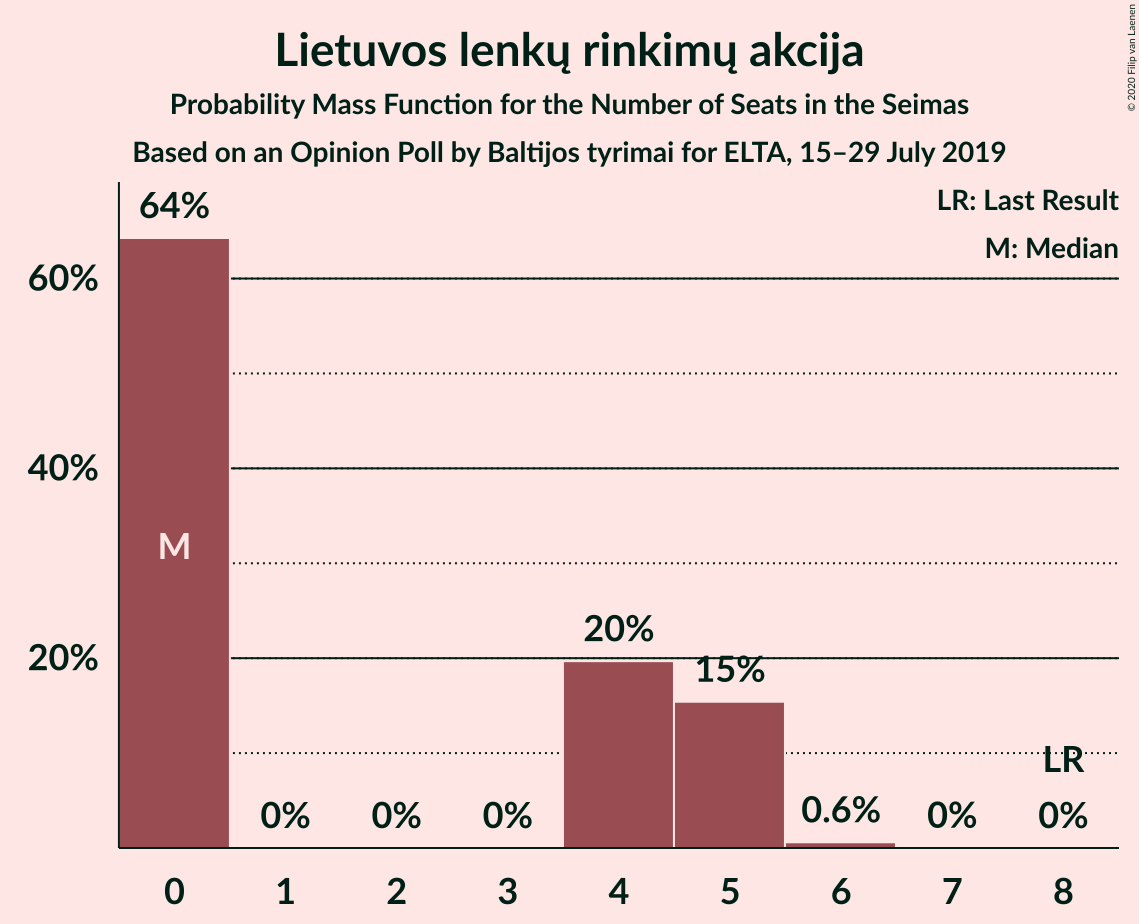 Lietuvos lenkų rinkimų akcija
Probability Mass Function for the Number of Seats in the Seimas
Based on an Opinion Poll by Baltijos tyrimai for ELTA, 15–29 July 2019
© 2020 Filip van Laenen
LR: Last Result
M: Median
64%
60%
40%
M
20%
20%
15%
LR
0%
0%
0%
0.6%
0%
0%
0 1 2 3 4 5 6 7 8